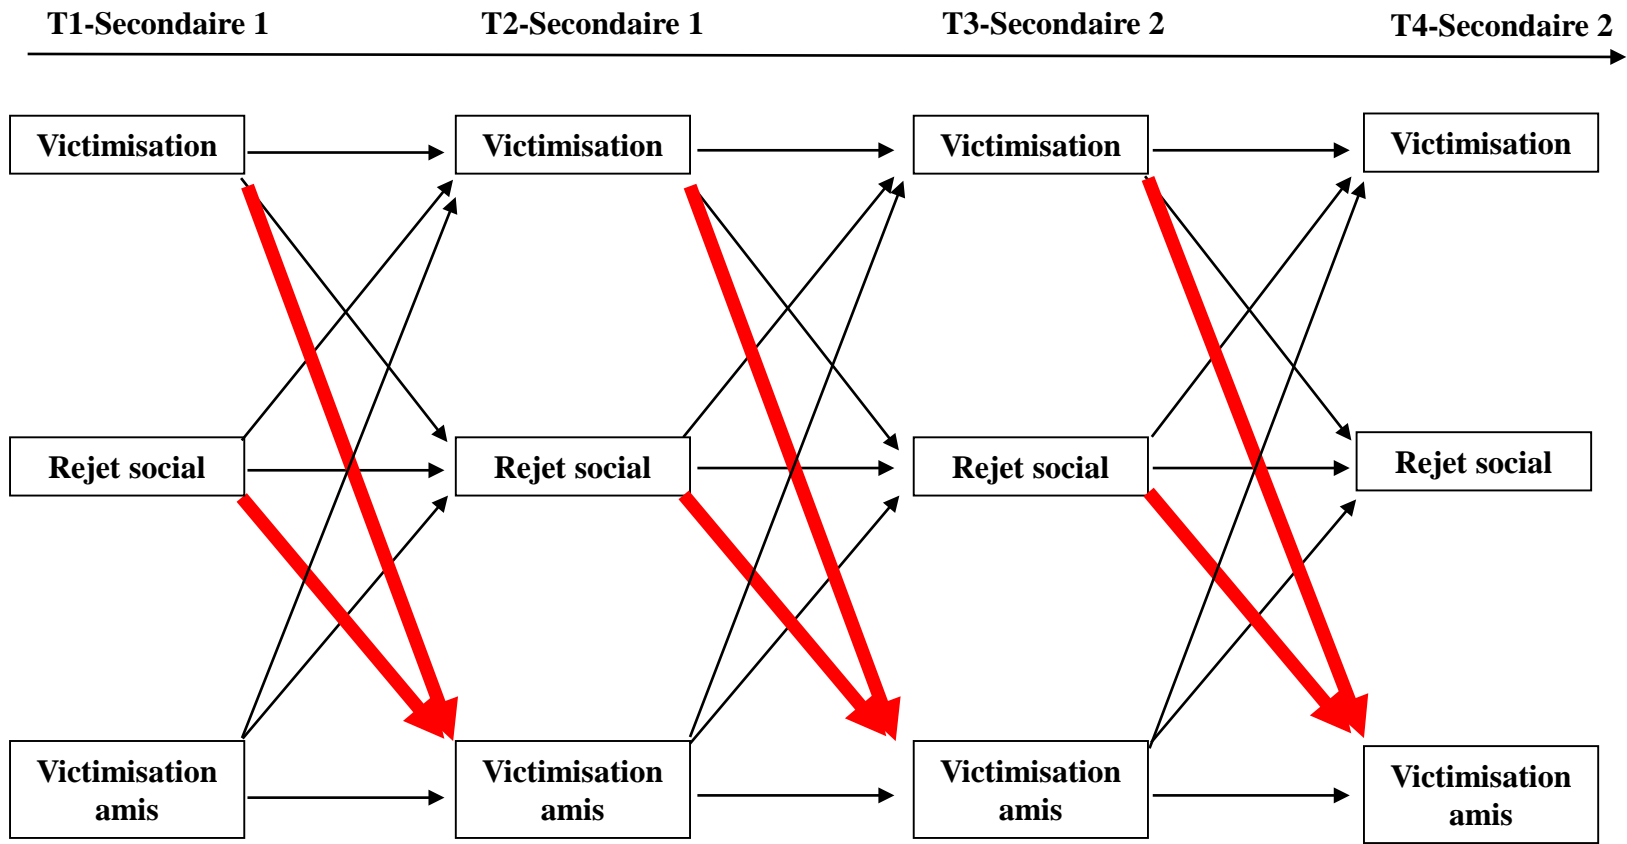 T1-Secondaire 1 T2-Secondaire 1 T3-Secondaire 2 T4-Secondaire 2
Victimisation Victimisation Victimisation Victimisation
Rejet social Rejet social Rejet social Rejet social
Victimisation Victimisation Victimisation Victimisation
amis amis amis amis